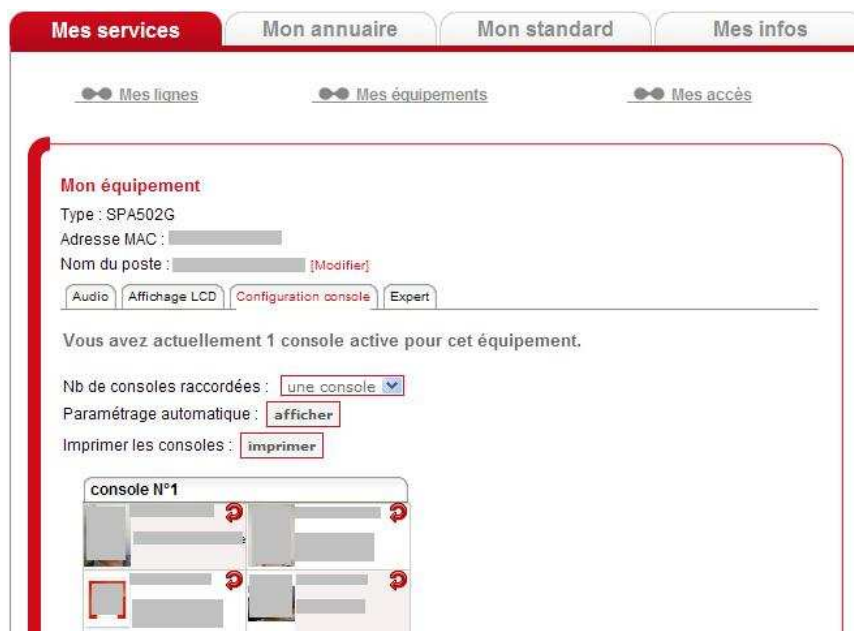 Mes services Mon annuaire Mon standard Mes infos
Mes lignes Mes équipements Mes accès
Mon équipement
Type : SPA502G
Adresse MAC :
Nom du poste : [Modifier]
Audio Affichage LCD Configuration console Expert
Vous avez actuellement 1 console active pour cet équipement.
Nb de consoles raccordées : une console
Paramétrage automatique : afficher
Imprimer les consoles : imprimer
console N°1